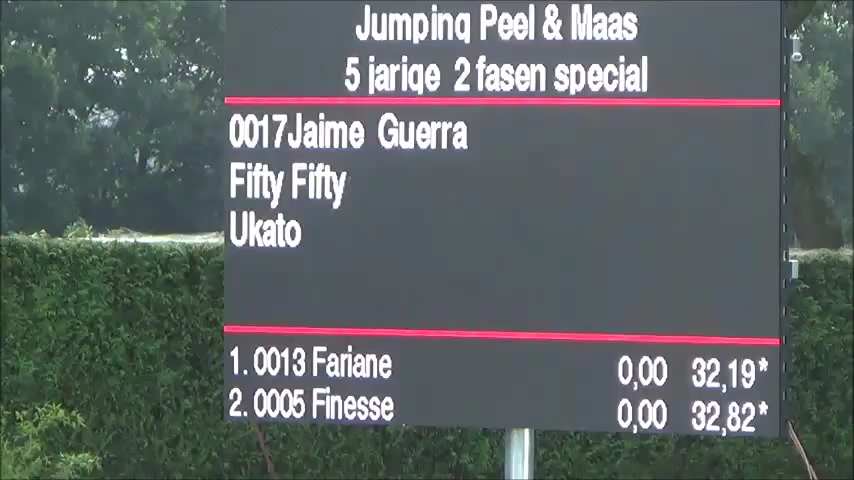 Jumping Peel & Maas
5 jarige 2 fasen special
0017Jaime Guerra
Fifty Fifty
Ukato
1. 0013 Fariane 0,00 32,19*
2. 0005 Finesse 0,00 32,82*